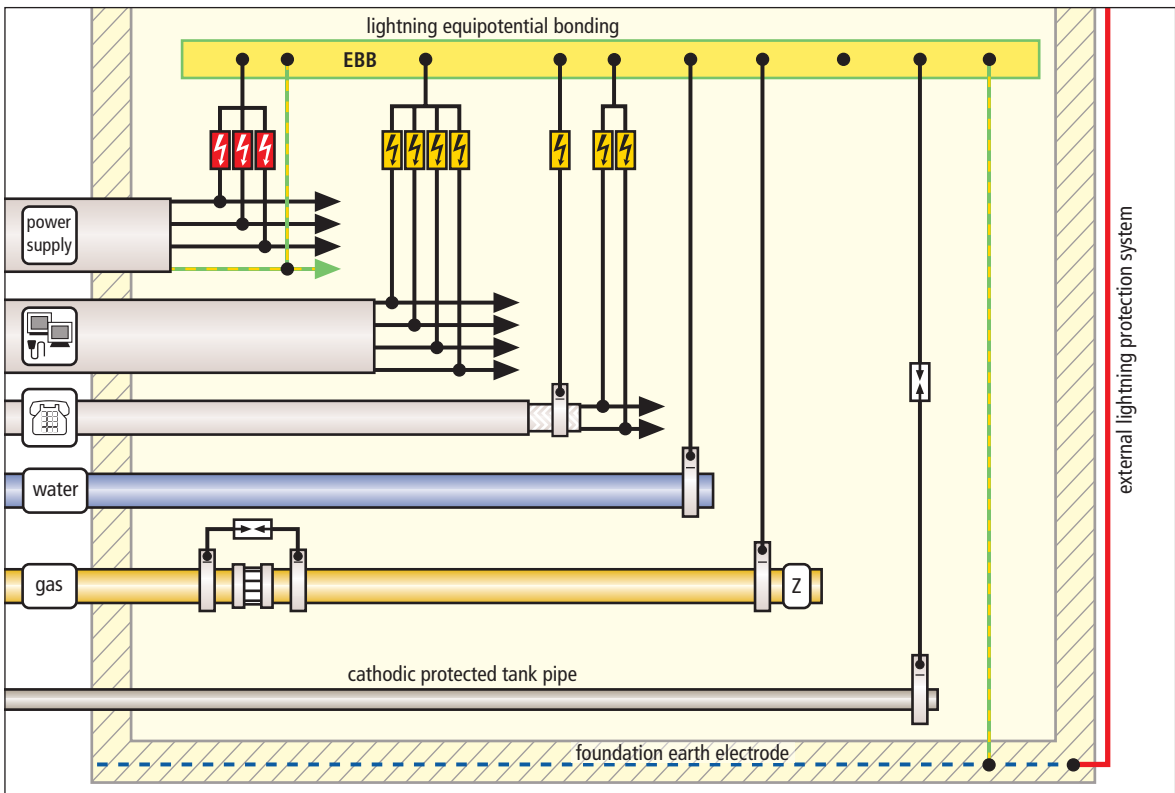 lightning equipotential bonding
EBB
power
supply
water
gas
Z
cathodic protected tank pipe
foundation earth electrode
external lightning protection system